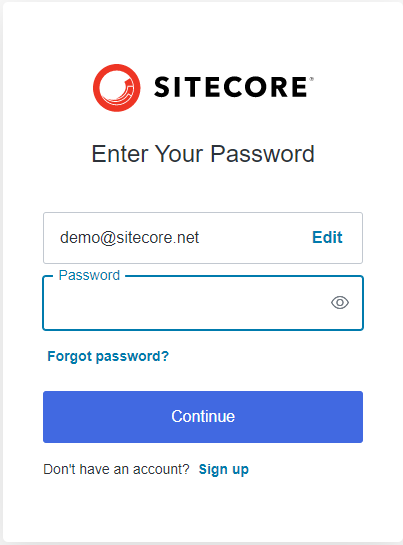 SITECORE®
Enter Your Password
demo@sitecore.net Edit
Password
Forgot password?
Continue
Don't have an account? Sign up